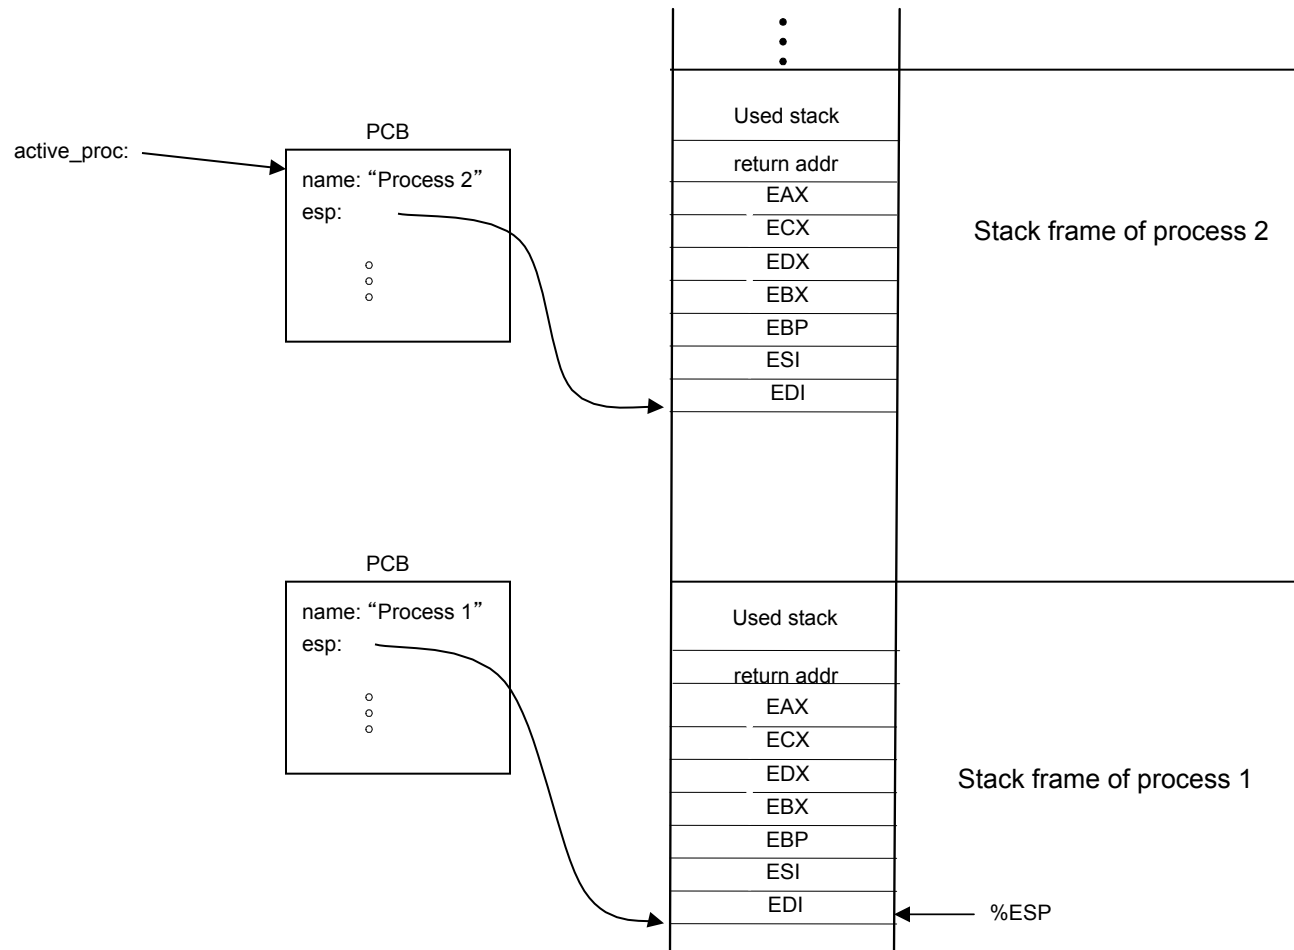 PCB
active_proc:
name: “Process 2”
esp:
Used stack
return addr
EAX
ECX
EDX
EBX
EBP
ESI
EDI
Stack frame of process 2
PCB
name: “Process 1”
esp:
Used stack
return addr
EAX
ECX
EDX
EBX
EBP
ESI
EDI
Stack frame of process 1
%ESP